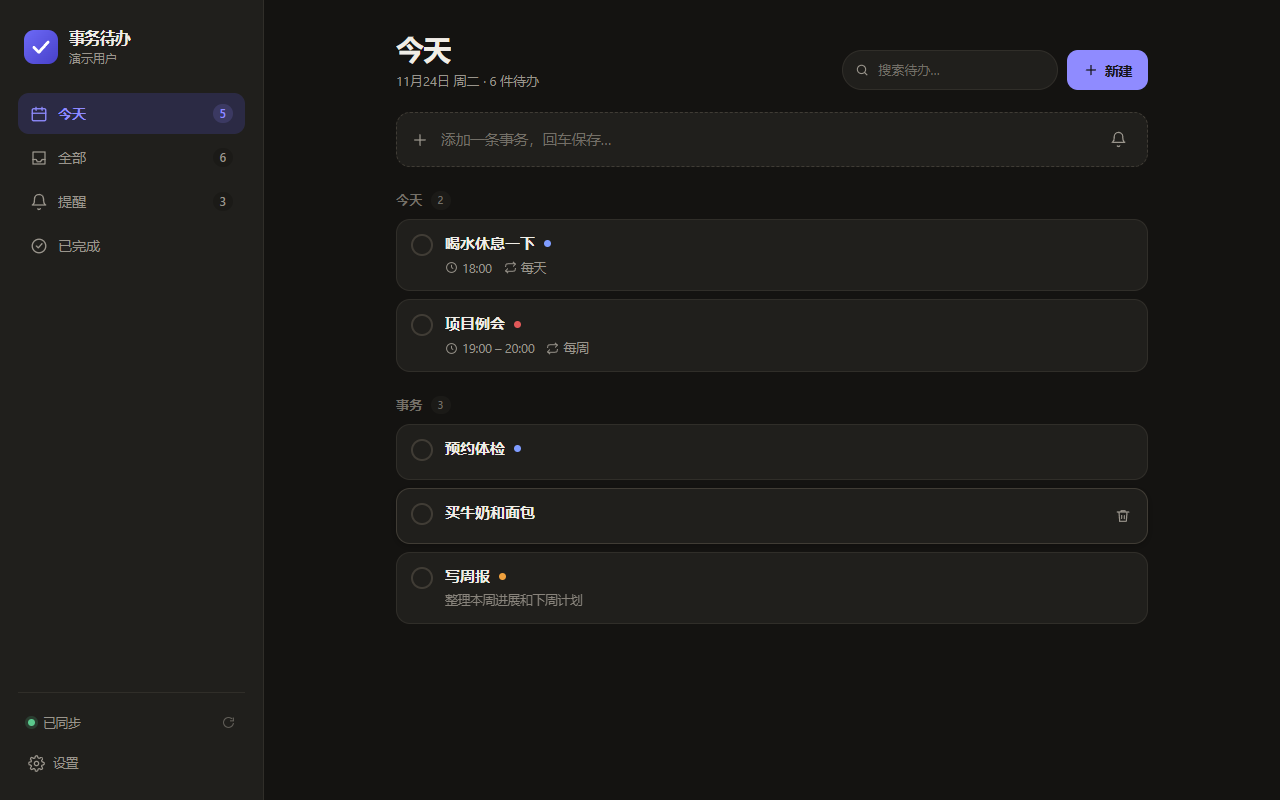 事务待办
演示用户
今天 5
全部 6
提醒 3
已完成
已同步
设置
今天
11月24日 周二 · 6 件待办
搜索待办...
新建
添加一条事务，回车保存...
今天 2
喝水休息一下
18:00 每天
项目例会
19:00 – 20:00 每周
事务 3
预约体检
买牛奶和面包
写周报
整理本周进展和下周计划